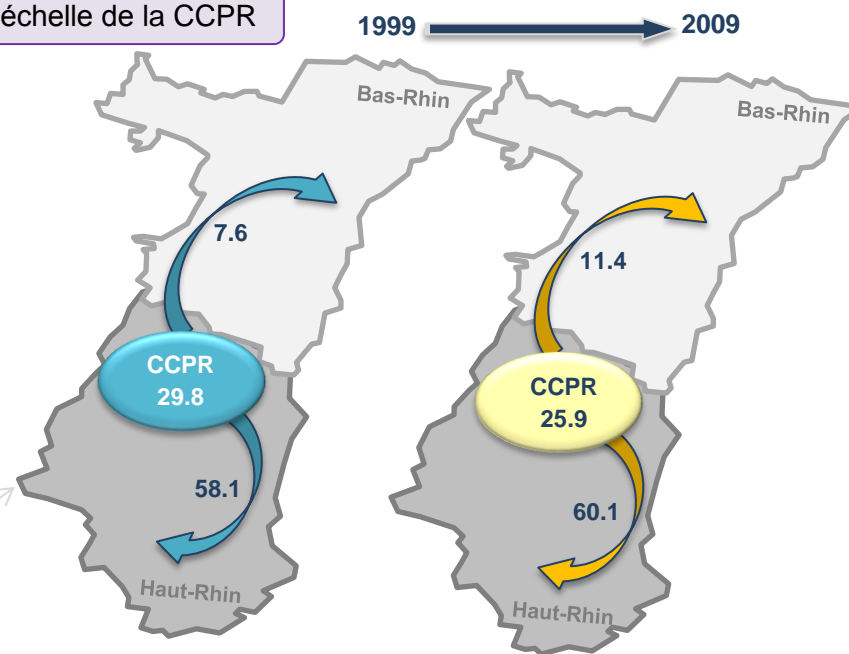 échelle de la CCPR
1999
2009
Bas-Rhin
7.6
CCPR
29.8
58.1
Haut-Rhin
Bas-Rhin
11.4
CCPR
25.9
60.1
Haut-Rhin